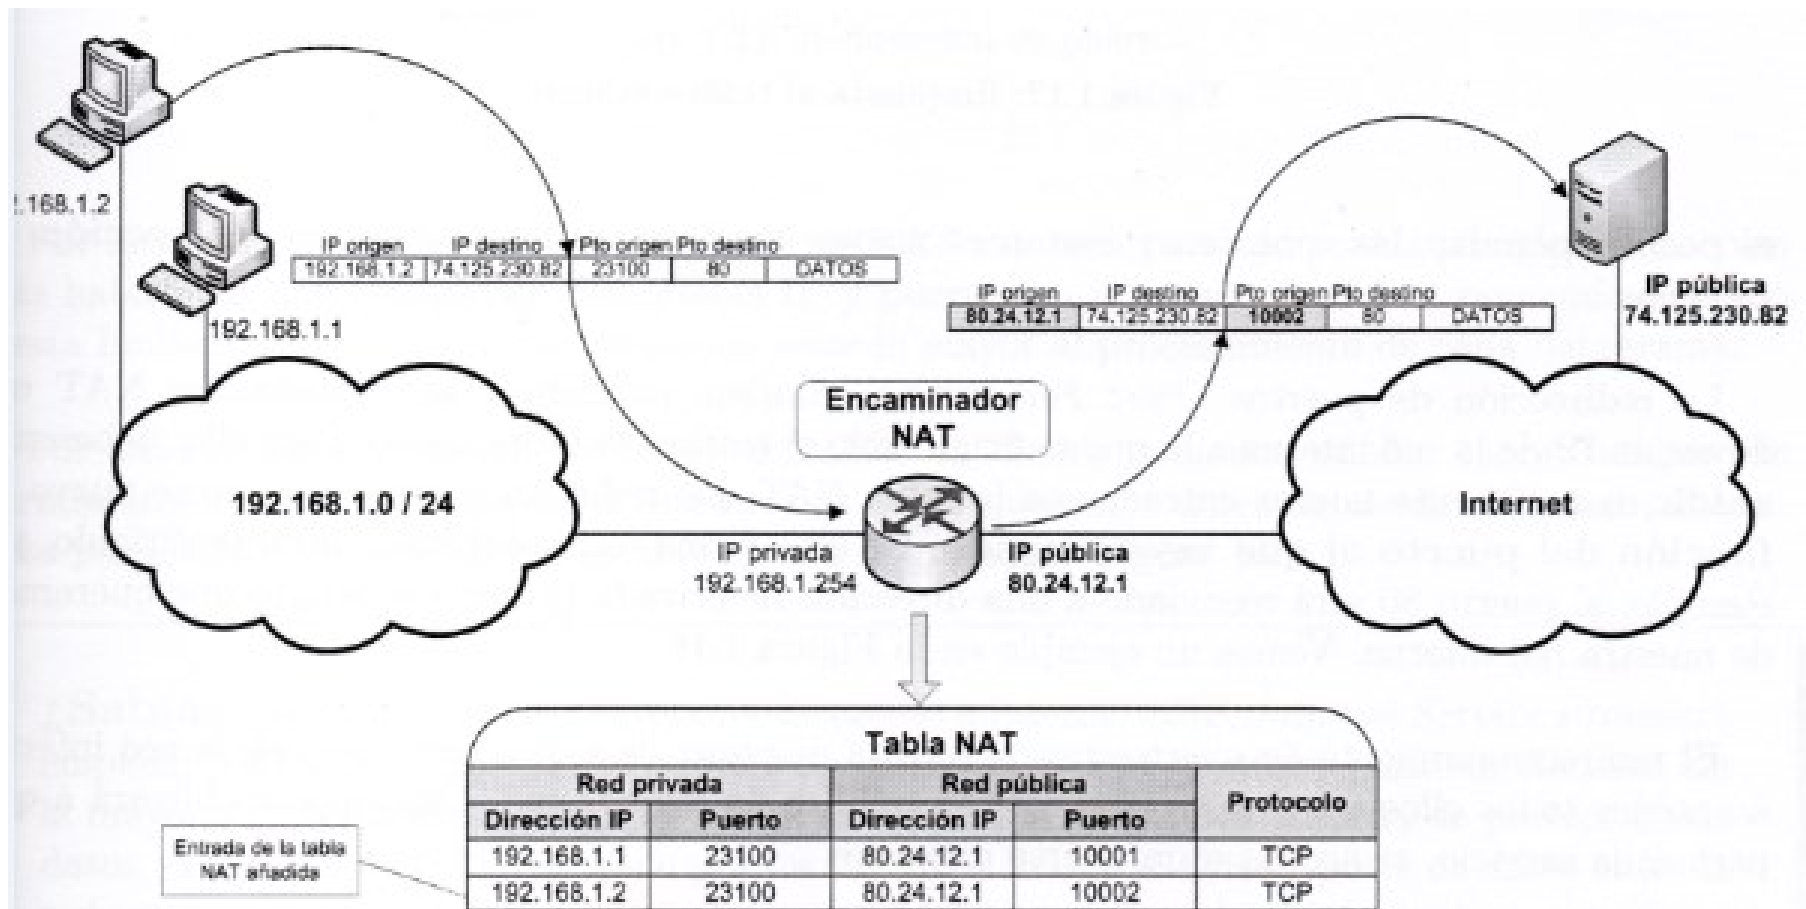 .168.1.2
192.168.1.1
IP origen IP destino Pto origen Pto destino
192.168.1.2 74.125.230.82 23100 80 DATOS
IP origen IP destino Pto origen Pto destino
80.24.12.1 74.125.230.82 10002 80 DATOS
IP pública
74.125.230.82
Encaminador
NAT
192.168.1.0 / 24
Internet
IP privada
192.168.1.254
IP pública
80.24.12.1
Tabla NAT
Red privada Red pública Protocolo
Dirección IP Puerto Dirección IP Puerto
192.168.1.1 23100 80.24.12.1 10001 TCP
192.168.1.2 23100 80.24.12.1 10002 TCP
Entrada de la tabla
NAT añadida